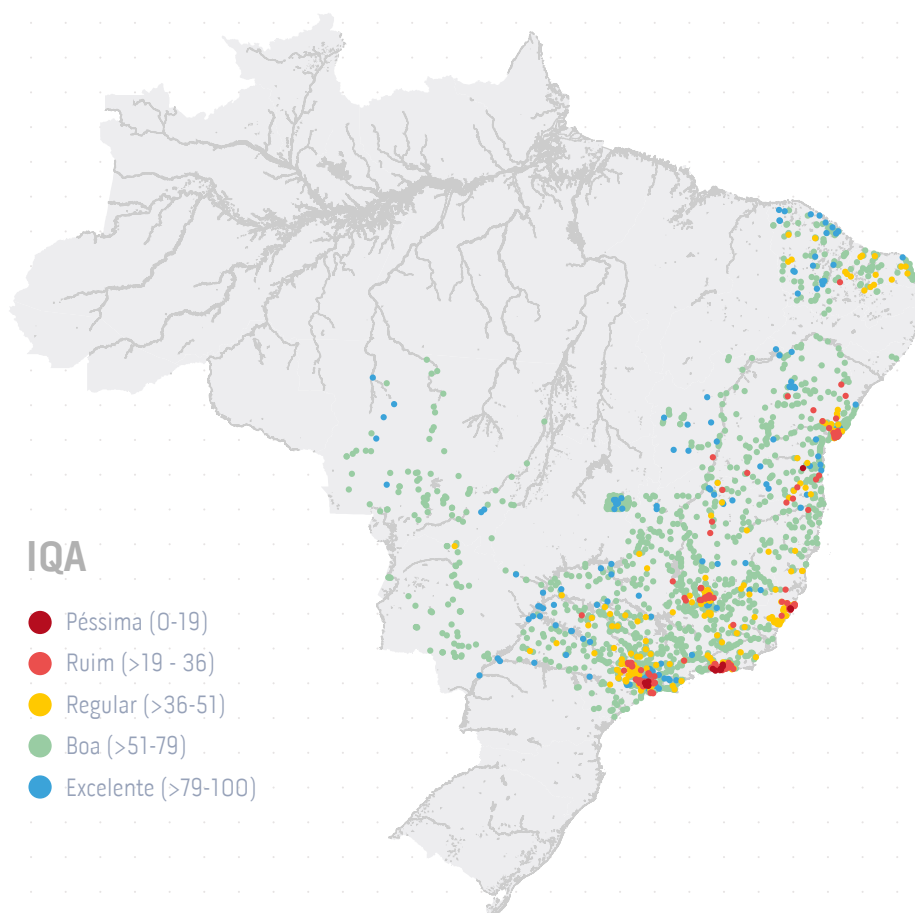 IQA
Péssima (0-19)
Ruim (>19 - 36)
Regular (>36-51)
Boa (>51-79)
Excelente (>79-100)